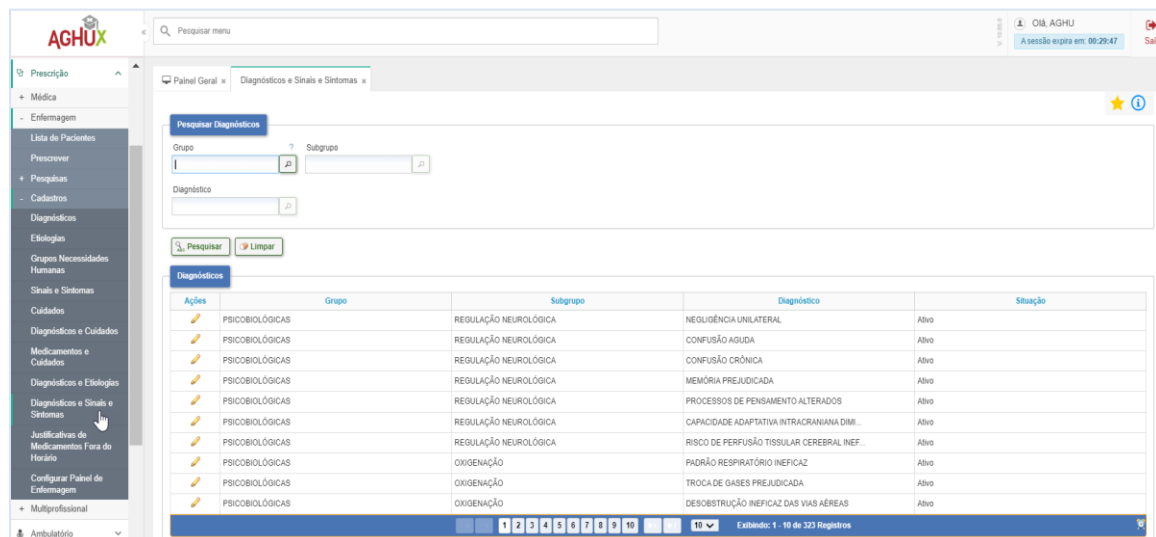 AGHUX
«
Pesquisar menu
Olá, AGHU
A sessão expira em: 00:29:47
Sai
Prescrição
+ Médica
- Enfermagem
Lista de Pacientes
Prescrever
+ Pesquisas
- Cadastros
Diagnósticos
Etiologias
Grupos Necessidades
Humanas
Sinais e Sintomas
Cuidados
Diagnósticos e Cuidados
Medicamentos e
Cuidados
Diagnósticos e Etiologias
Diagnósticos e Sinais e
Sintomas
Justificativas de
Medicamentos Fora do
Horário
Configurar Painel de
Enfermagem
+ Multiprofissional
Ambulatório
Painel Geral × Diagnósticos e Sinais e Sintomas ×
Pesquisar Diagnósticos
Grupo ? Subgrupo
Diagnóstico
Pesquisar Limpar
Diagnósticos
Ações Grupo Subgrupo Diagnóstico Situação
PSICOBIOLÓGICAS REGULAÇÃO NEUROLÓGICA NEGLIGÊNCIA UNILATERAL Ativo
PSICOBIOLÓGICAS REGULAÇÃO NEUROLÓGICA CONFUSÃO AGUDA Ativo
PSICOBIOLÓGICAS REGULAÇÃO NEUROLÓGICA CONFUSÃO CRÔNICA Ativo
PSICOBIOLÓGICAS REGULAÇÃO NEUROLÓGICA MEMÓRIA PREJUDICADA Ativo
PSICOBIOLÓGICAS REGULAÇÃO NEUROLÓGICA PROCESSOS DE PENSAMENTO ALTERADOS Ativo
PSICOBIOLÓGICAS REGULAÇÃO NEUROLÓGICA CAPACIDADE ADAPTATIVA INTRACRANIANA DIMI... Ativo
PSICOBIOLÓGICAS REGULAÇÃO NEUROLÓGICA RISCO DE PERFUSÃO TISSULAR CEREBRAL INEF... Ativo
PSICOBIOLÓGICAS OXIGENAÇÃO PADRÃO RESPIRATÓRIO INEFICAZ Ativo
PSICOBIOLÓGICAS OXIGENAÇÃO TROCA DE GASES PREJUDICADA Ativo
PSICOBIOLÓGICAS OXIGENAÇÃO DESOBSTRUÇÃO INEFICAZ DAS VIAS AÉREAS Ativo
1 2 3 4 5 6 7 8 9 10 10 Exibindo: 1 - 10 de 323 Registros